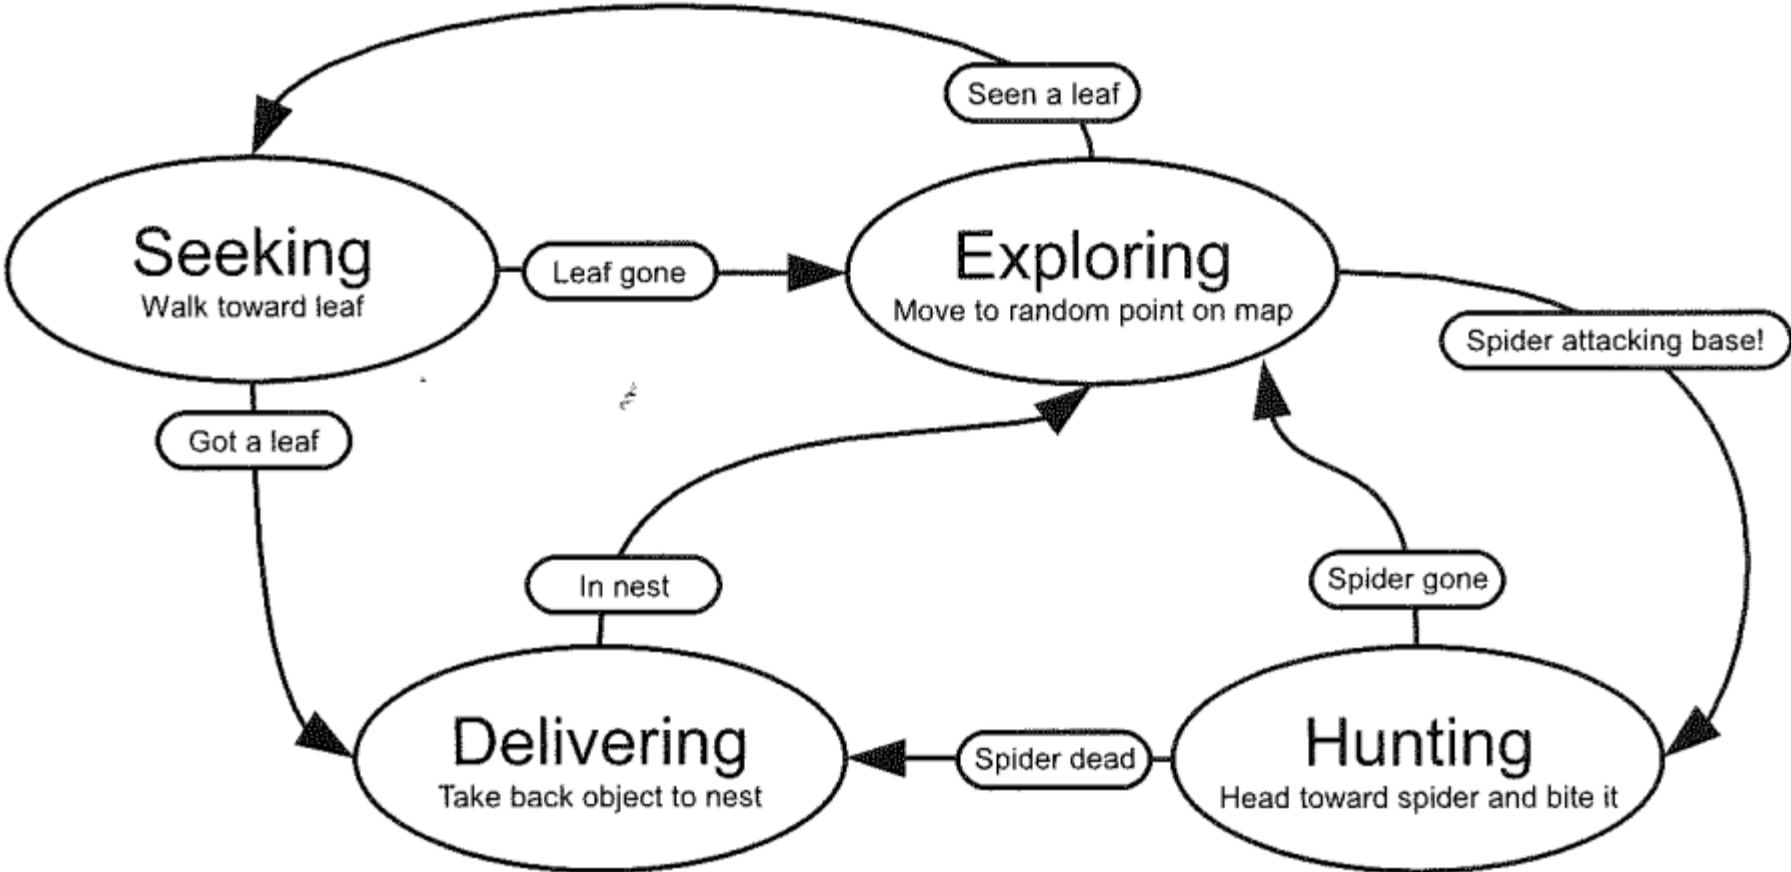 Seen a leaf
Seeking
Walk toward leaf
Leaf gone
Exploring
Move to random point on map
Spider attacking base!
Got a leaf
In nest
Spider gone
Delivering
Take back object to nest
Spider dead
Hunting
Head toward spider and bite it